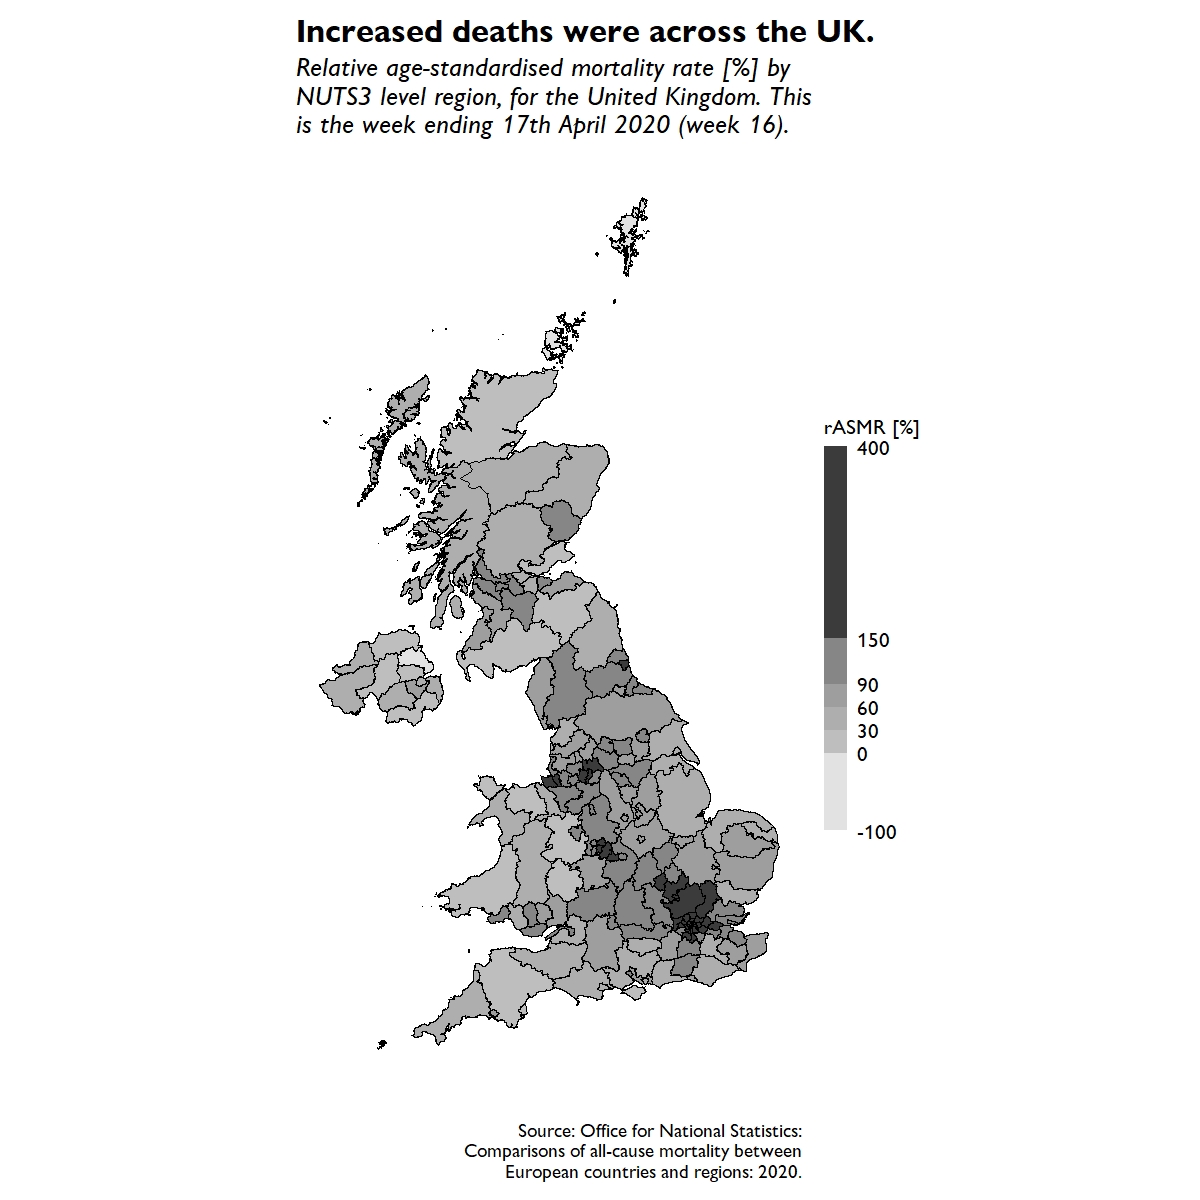 Increased deaths were across the UK.
Relative age-standardised mortality rate [%] by
NUTS3 level region, for the United Kingdom. This
is the week ending 17th April 2020 (week 16).
rASMR [%]
400
150
90
60
30
0
-100
Source: Office for National Statistics:
Comparisons of all-cause mortality between
European countries and regions: 2020.